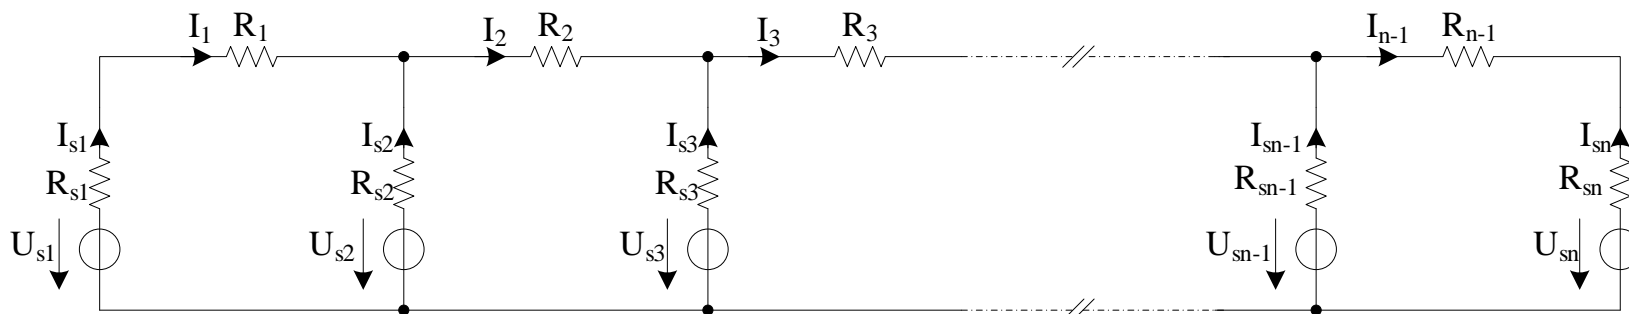 I1 R1 I2 R2 I3 R3 In-1 Rn-1
Is1 Is2 Is3 Isn-1 Isn
Rs1 Rs2 Rs3 Rsn-1 Rsn
Us1 Us2 Us3 Usn-1 Usn